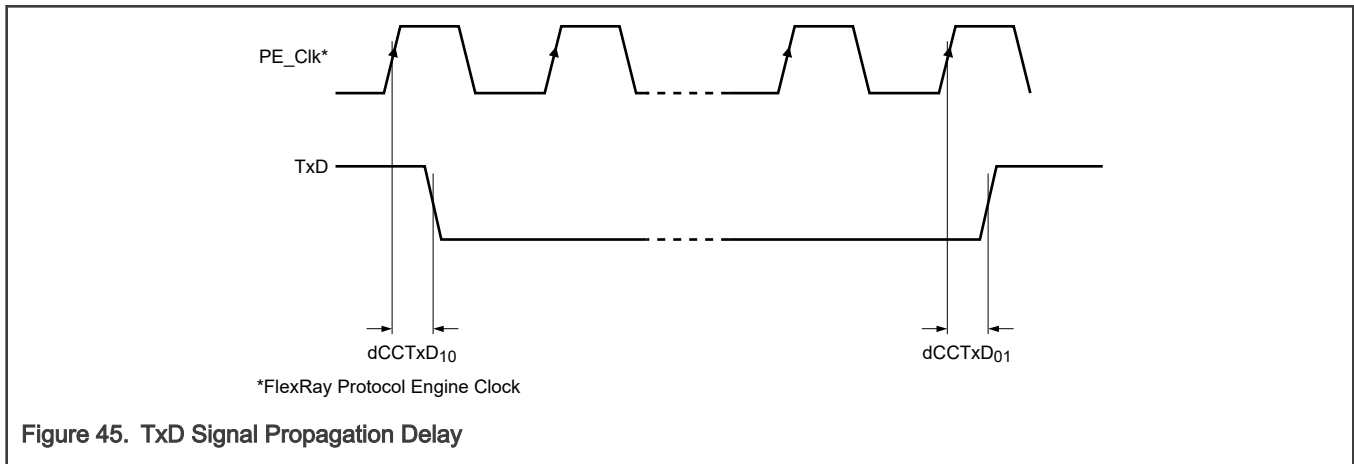 PE_Clk*
TxD
dCCTxD10 dCCTxD01
*FlexRay Protocol Engine Clock
Figure 45. TxD Signal Propagation Delay